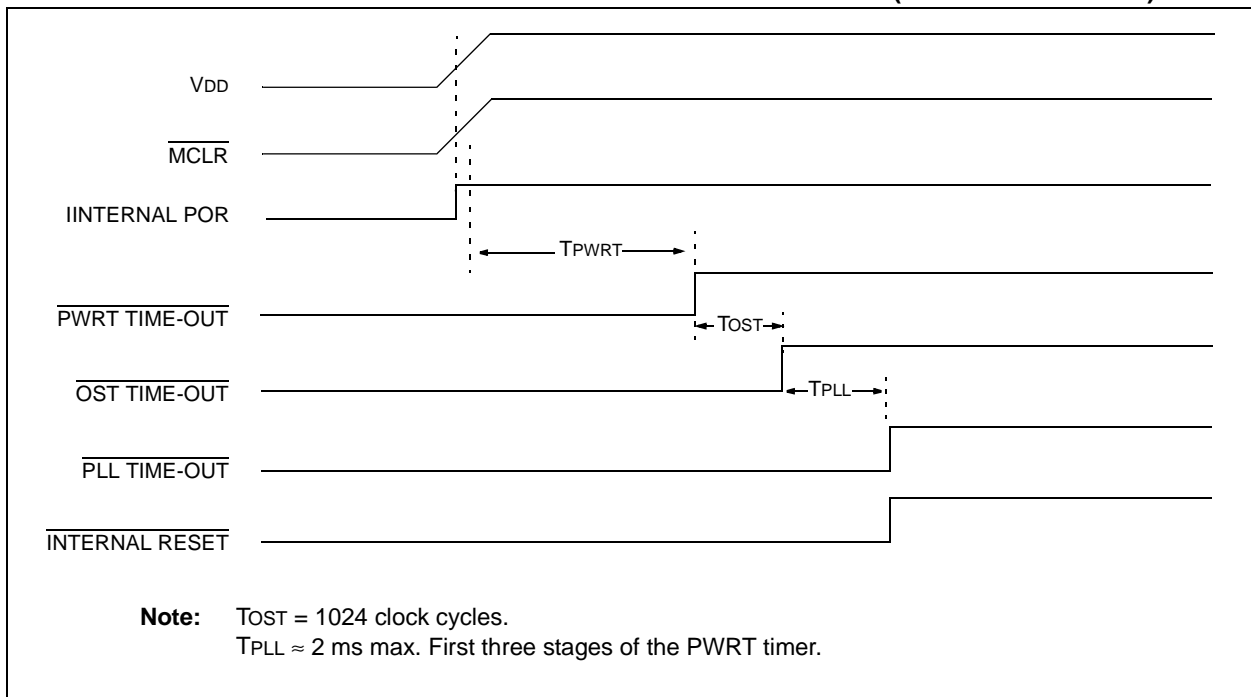 VDD
MCLR
IINTERNAL POR
TPWRT
PWRT TIME-OUT
TOST
OST TIME-OUT
TPLL
PLL TIME-OUT
INTERNAL RESET
Note: TOST = 1024 clock cycles.
TPLL ≈ 2 ms max. First three stages of the PWRT timer.